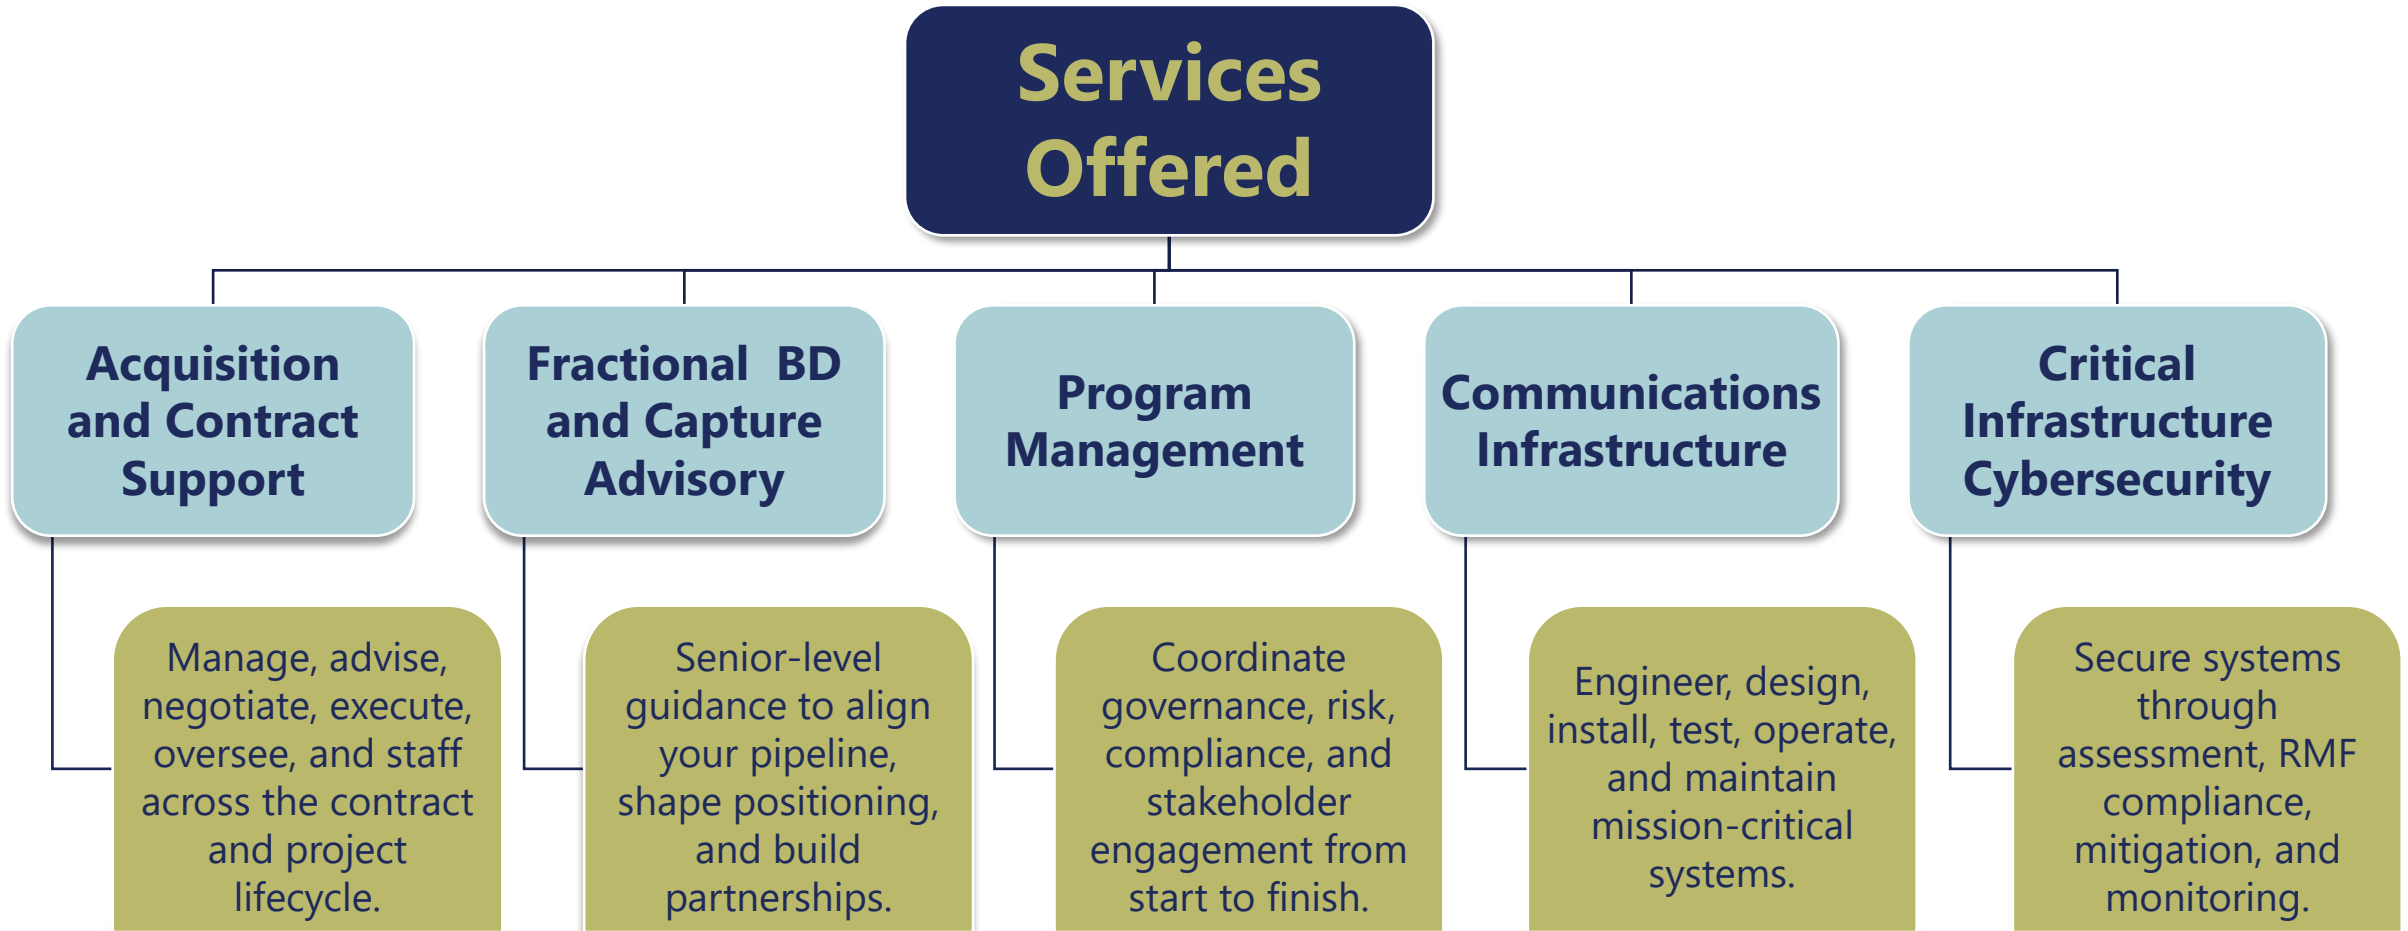 Services
Offered
Acquisition
and Contract
Support
Fractional  BD
and Capture
Advisory
Program
Management
Communications
Infrastructure
Critical
Infrastructure
Cybersecurity
Manage, advise,
negotiate, execute,
oversee, and staff
across the contract
and project
lifecycle.
Senior-level
guidance to align
your pipeline,
shape positioning,
and build
partnerships.
Coordinate
governance, risk,
compliance, and
stakeholder
engagement from
start to finish.
Engineer, design,
install, test, operate,
and maintain
mission-critical
systems.
Secure systems
through
assessment, RMF
compliance,
mitigation, and
monitoring.